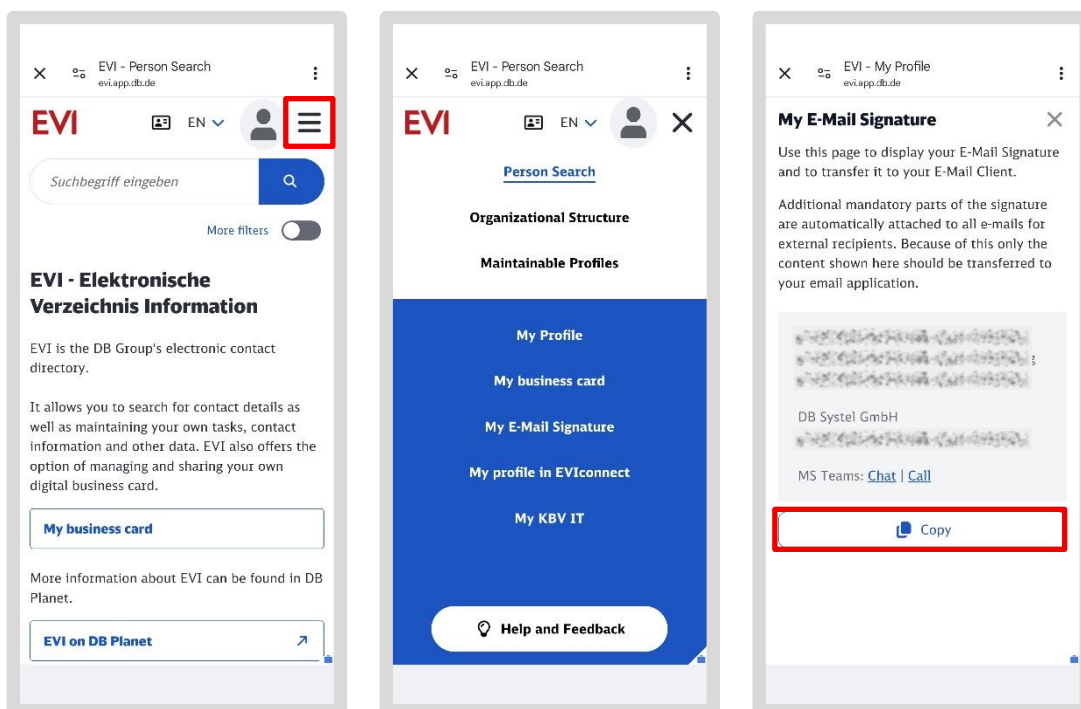 EVI - Person Search
evi.app.db.de
EVI
EN
Suchbegriff eingeben
More filters
EVI - Elektronische
Verzeichnis Information
EVI is the DB Group's electronic contact
directory.
It allows you to search for contact details as
well as maintaining your own tasks, contact
information and other data. EVI also offers the
option of managing and sharing your own
digital business card.
My business card
More information about EVI can be found in DB
Planet.
EVI on DB Planet
EVI - Person Search
evi.app.db.de
EVI
EN
Person Search
Organizational Structure
Maintainable Profiles
My Profile
My business card
My E-Mail Signature
My profile in EVIconnect
My KBV IT
Help and Feedback
EVI - My Profile
evi.app.db.de
My E-Mail Signature
Use this page to display your E-Mail Signature
and to transfer it to your E-Mail Client.
Additional mandatory parts of the signature
are automatically attached to all e-mails for
external recipients. Because of this only the
content shown here should be transferred to
your email application.
DB Systel GmbH
MS Teams: Chat | Call
Copy